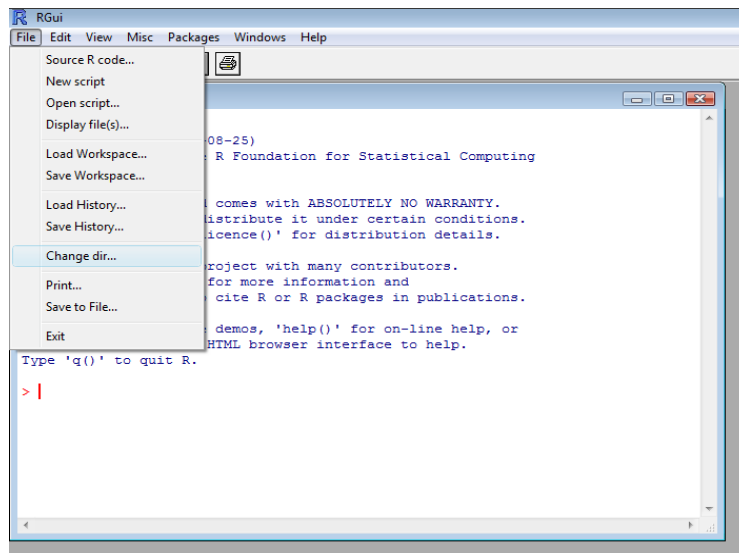 RGui
File Edit View Misc Packages Windows Help
Source R code...
New script
Open script...
Display file(s)...
Load Workspace...
Save Workspace...
Load History...
Save History...
Change dir...
Print...
Save to File...
Exit
08-25)
R Foundation for Statistical Computing
comes with ABSOLUTELY NO WARRANTY.
distribute it under certain conditions.
icence()' for distribution details.
roject with many contributors.
for more information and
cite R or R packages in publications.
demos, 'help()' for on-line help, or
HTML browser interface to help.
Type 'q()' to quit R.
>